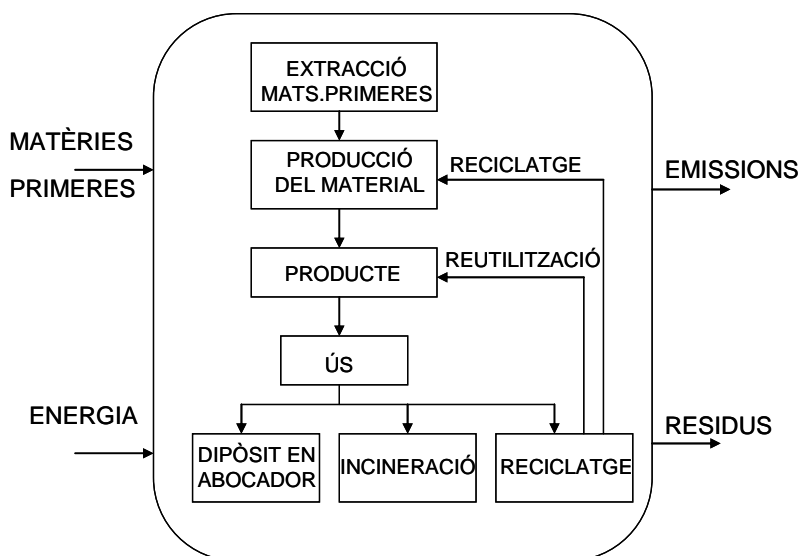 EXTRACCIÓ
MATS.PRIMERES
MATÈRIES
PRIMERES
PRODUCCIÓ
DEL MATERIAL
RECICLATGE
EMISSIONS
PRODUCTE
REUTILITZACIÓ
ÚS
ENERGIA
RESIDUS
DIPÒSIT EN
ABOCADOR
INCINERACIÓ
RECICLATGE